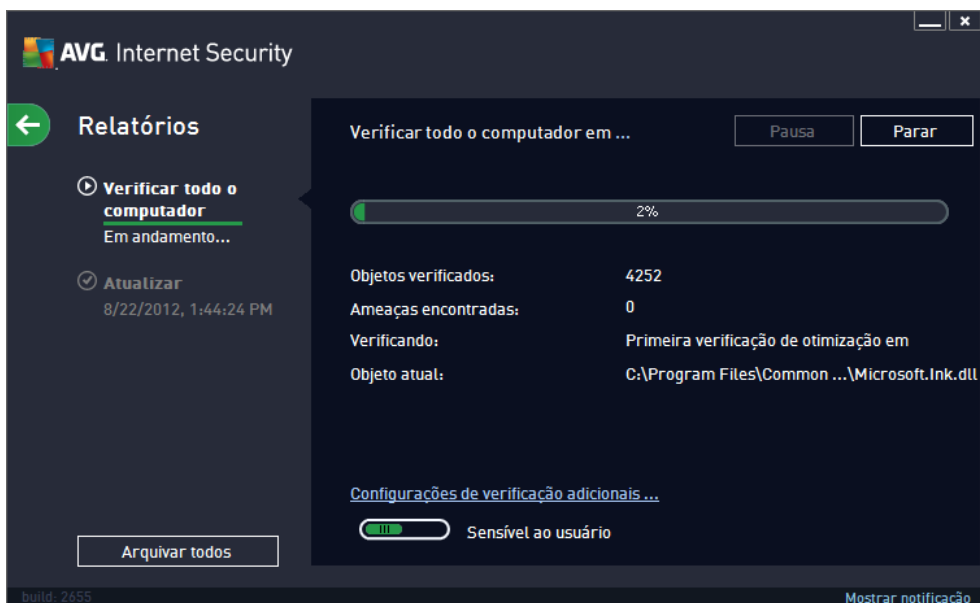 AVG. Internet Security
Relatórios
Verificar todo o
computador
Em andamento...
Atualizar
8/22/2012, 1:44:24 PM
Arquivar todos
Verificar todo o computador em ...
Pausa
Parar
2%
Objetos verificados: 4252
Ameaças encontradas: 0
Verificando: Primeira verificação de otimização em
Objeto atual: C:\Program Files\Common ...\Microsoft.Ink.dll
Configurações de verificação adicionais ...
Sensível ao usuário
build: 2655
Mostrar notificação